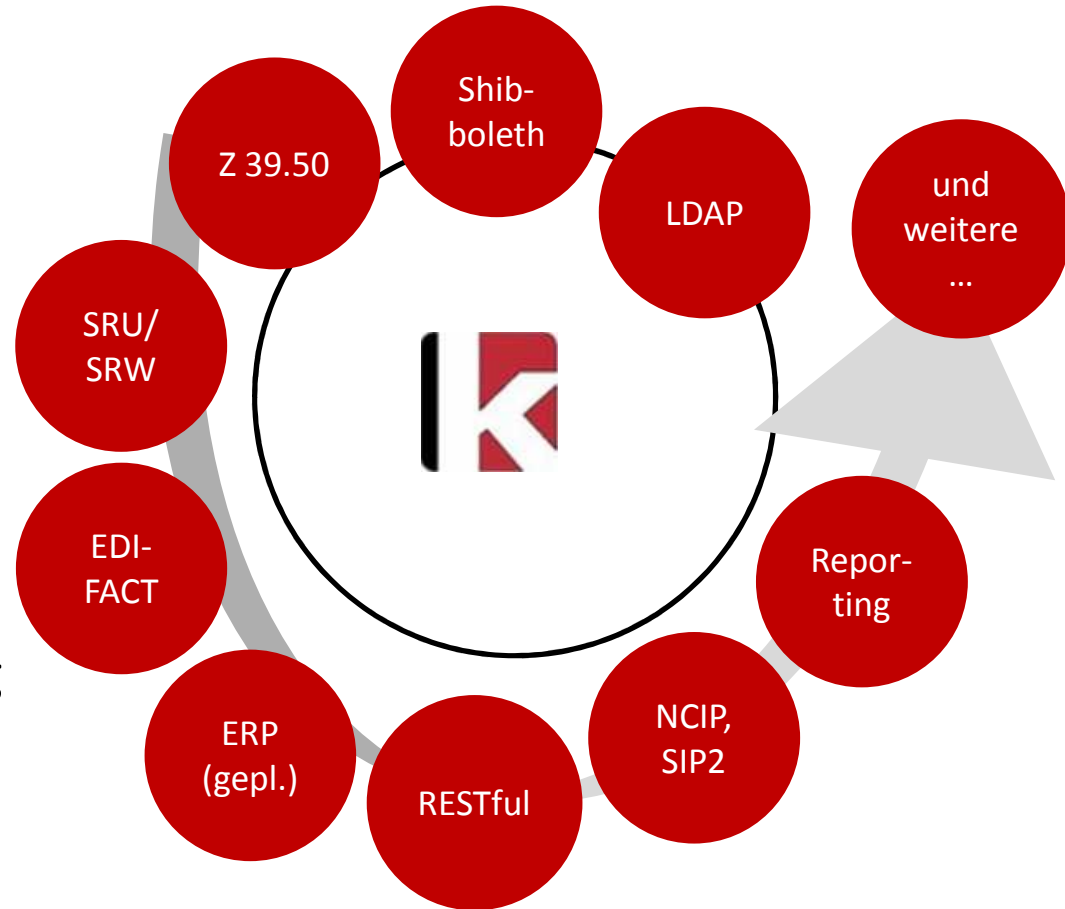 Shib-
boleth
Z 39.50
LDAP
und
weitere
...
SRU/
SRW
EDI-
FACT
Repor-
ting
ERP
(gepl.)
NCIP,
SIP2
RESTful
k